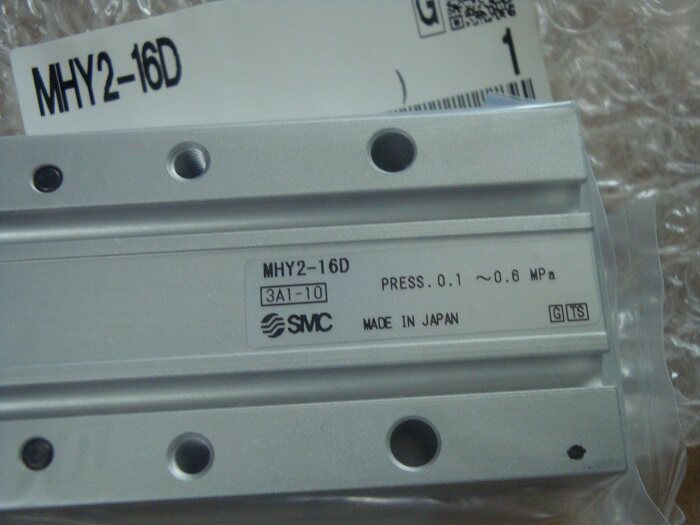 G
MHY2-16D
1
MHY2-16D
3A1-10
PRESS. 0.1 ~0.6 MPa
SMC
MADE IN JAPAN
G TS